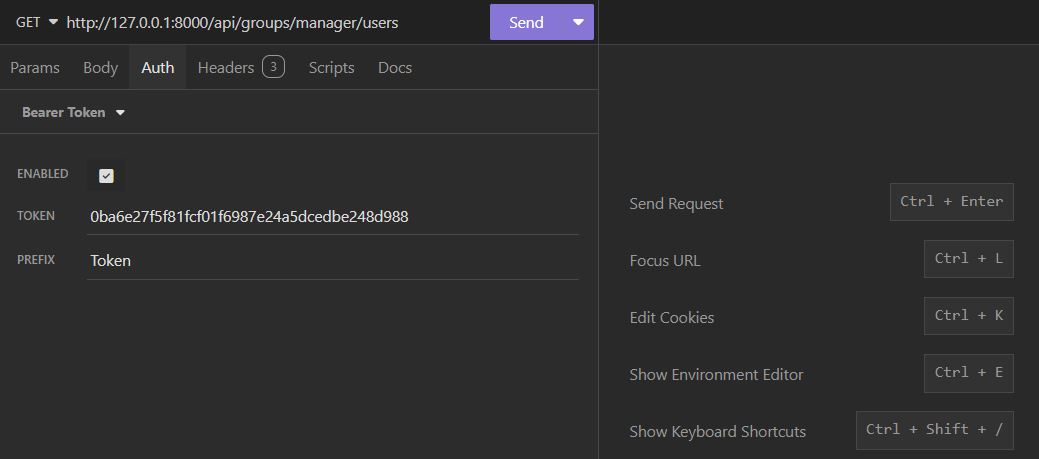 GET http://127.0.0.1:8000/api/groups/manager/users Send
Params Body Auth Headers 3 Scripts Docs
Bearer Token
ENABLED
TOKEN 0ba6e27f5f81fcf01f6987e24a5dcedbe248d988
PREFIX Token
Send Request Ctrl + Enter
Focus URL Ctrl + L
Edit Cookies Ctrl + K
Show Environment Editor Ctrl + E
Show Keyboard Shortcuts Ctrl + Shift + /